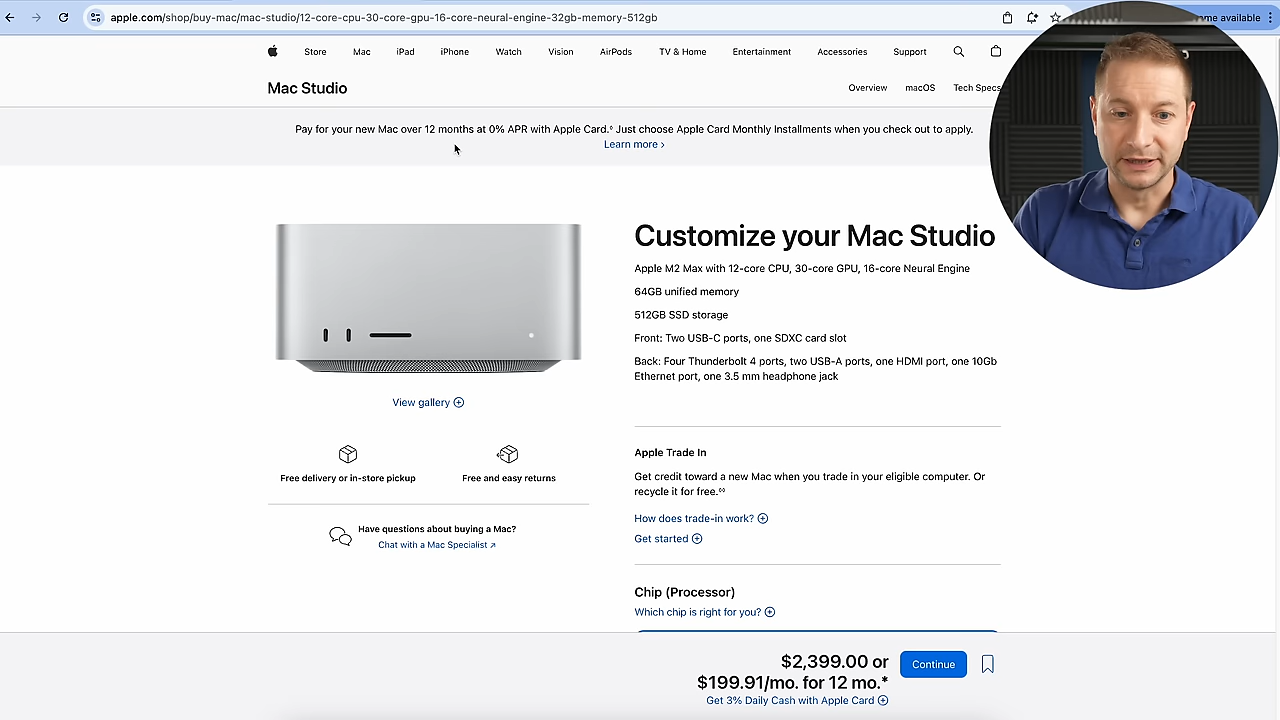 apple.com/shop/buy-mac/mac-studio/12-core-cpu-30-core-gpu-16-core-neural-engine-32gb-memory-512gb
me available
Store Mac iPad iPhone Watch Vision AirPods TV & Home Entertainment Accessories Support
Mac Studio
Overview macOS Tech Specs
Pay for your new Mac over 12 months at 0% APR with Apple Card.◊ Just choose Apple Card Monthly Installments when you check out to apply.
Learn more ›
Customize your Mac Studio
Apple M2 Max with 12-core CPU, 30-core GPU, 16-core Neural Engine
64GB unified memory
512GB SSD storage
Front: Two USB-C ports, one SDXC card slot
Back: Four Thunderbolt 4 ports, two USB-A ports, one HDMI port, one 10Gb
Ethernet port, one 3.5 mm headphone jack
View gallery
Free delivery or in-store pickup
Free and easy returns
Have questions about buying a Mac?
Chat with a Mac Specialist ↗
Apple Trade In
Get credit toward a new Mac when you trade in your eligible computer. Or
recycle it for free.◊◊
How does trade-in work?
Get started
Chip (Processor)
Which chip is right for you?
$2,399.00 or
$199.91/mo. for 12 mo.*
Get 3% Daily Cash with Apple Card
Continue